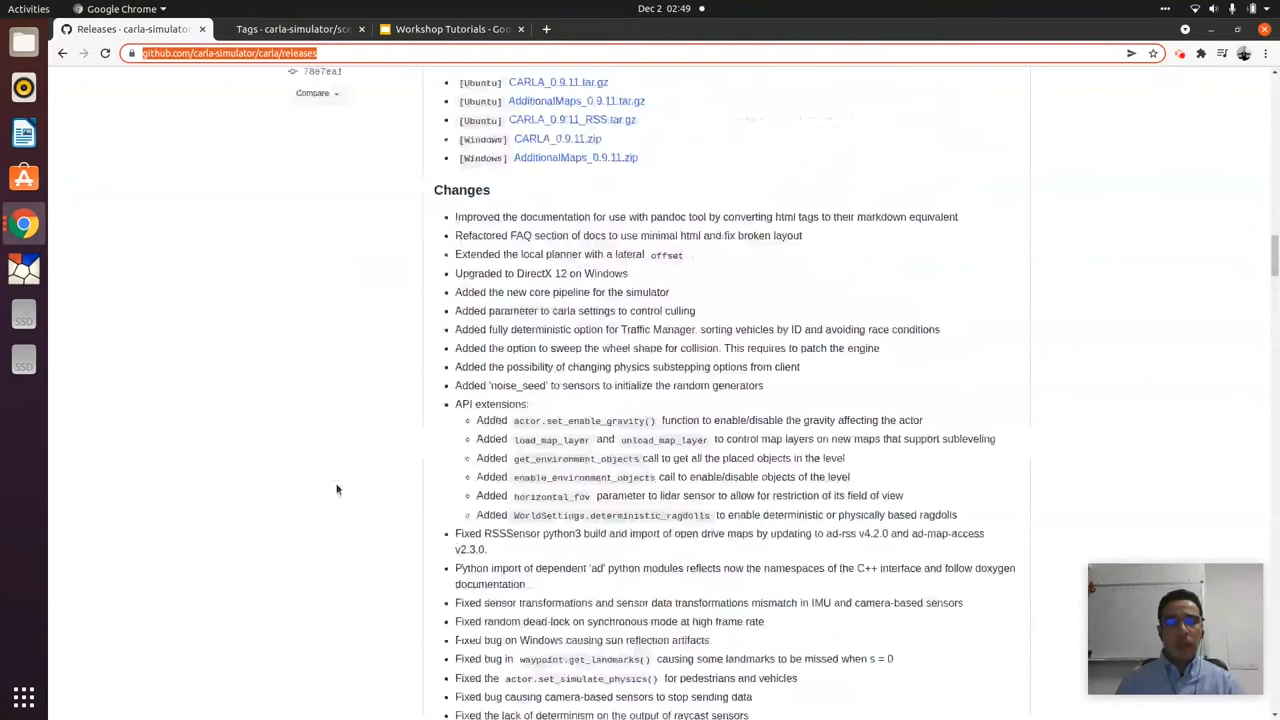 Activities
Google Chrome
Dec 2 02:49
Releases · carla-simulator
Tags · carla-simulator/sce
Workshop Tutorials - Goo
github.com/carla-simulator/carla/releases
78e7ea1
Compare
[Ubuntu] CARLA_0.9.11.tar.gz
[Ubuntu] AdditionalMaps_0.9.11.tar.gz
[Ubuntu] CARLA_0.9.11_RSS.tar.gz
[Windows] CARLA_0.9.11.zip
[Windows] AdditionalMaps_0.9.11.zip
Changes
Improved the documentation for use with pandoc tool by converting html tags to their markdown equivalent
Refactored FAQ section of docs to use minimal html and fix broken layout
Extended the local planner with a lateral offset
Upgraded to DirectX 12 on Windows
Added the new core pipeline for the simulator
Added parameter to carla settings to control culling
Added fully deterministic option for Traffic Manager, sorting vehicles by ID and avoiding race conditions
Added the option to sweep the wheel shape for collision. This requires to patch the engine
Added the possibility of changing physics substepping options from client
Added 'noise_seed' to sensors to initialize the random generators
API extensions:
Added actor.set_enable_gravity() function to enable/disable the gravity affecting the actor
Added load_map_layer and unload_map_layer to control map layers on new maps that support subleveling
Added get_environment_objects call to get all the placed objects in the level
Added enable_environment_objects call to enable/disable objects of the level
Added horizontal_fov parameter to lidar sensor to allow for restriction of its field of view
Added WorldSettings.deterministic_ragdolls to enable deterministic or physically based ragdolls
Fixed RSSSensor python3 build and import of open drive maps by updating to ad-rss v4.2.0 and ad-map-access
v2.3.0.
Python import of dependent 'ad' python modules reflects now the namespaces of the C++ interface and follow doxygen
documentation
Fixed sensor transformations and sensor data transformations mismatch in IMU and camera-based sensors
Fixed random dead-lock on synchronous mode at high frame rate
Fixed bug on Windows causing sun reflection artifacts
Fixed bug in waypoint.get_landmarks() causing some landmarks to be missed when s = 0
Fixed the actor.set_simulate_physics() for pedestrians and vehicles
Fixed bug causing camera-based sensors to stop sending data
Fixed the lack of determinism on the output of raycast sensors
SSD
SSD